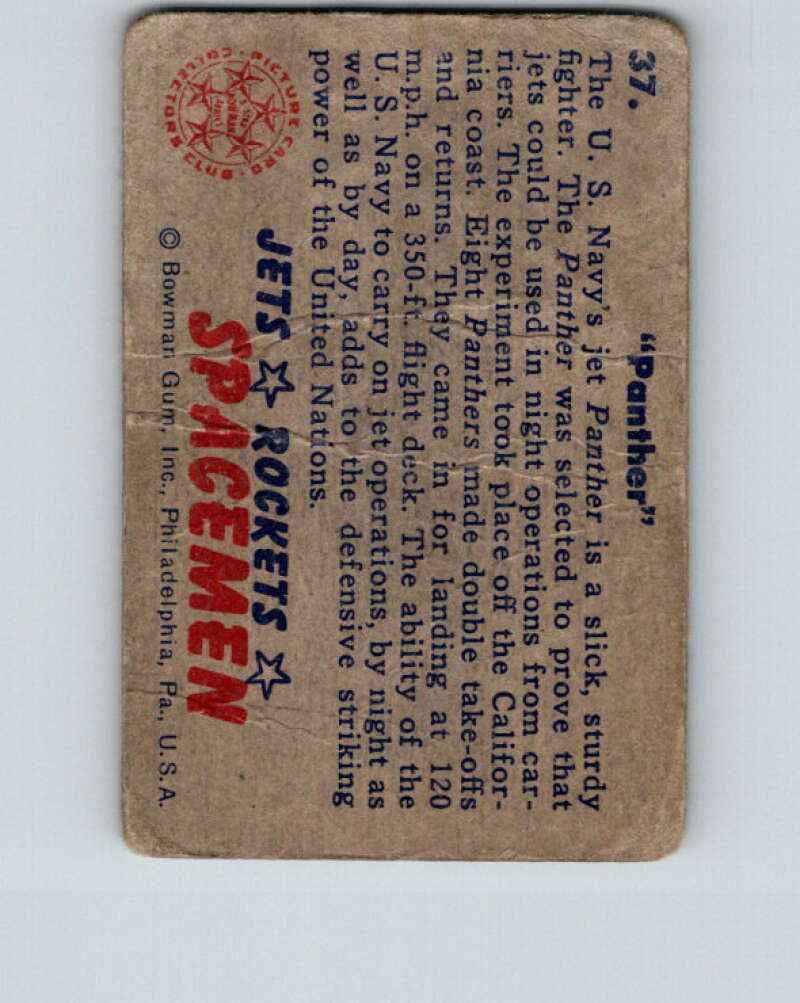 37.
"Panther"
The U. S. Navy's jet Panther is a slick, sturdy
fighter. The Panther was selected to prove that
jets could be used in night operations from car-
riers. The experiment took place off the Califor-
nia coast. Eight Panthers made double take-offs
and returns. They came in for landing at 120
m.p.h. on a 350-ft. flight deck. The ability of the
U. S. Navy to carry on jet operations, by night as
well as by day, adds to the defensive striking
power of the United Nations.
PICTURE CARD COLLECTORS CLUB
5 STAR
BOWMAN
JETS ☆ ROCKETS ☆
SPACEMEN
© Bowman Gum, Inc., Philadelphia, Pa., U.S.A.